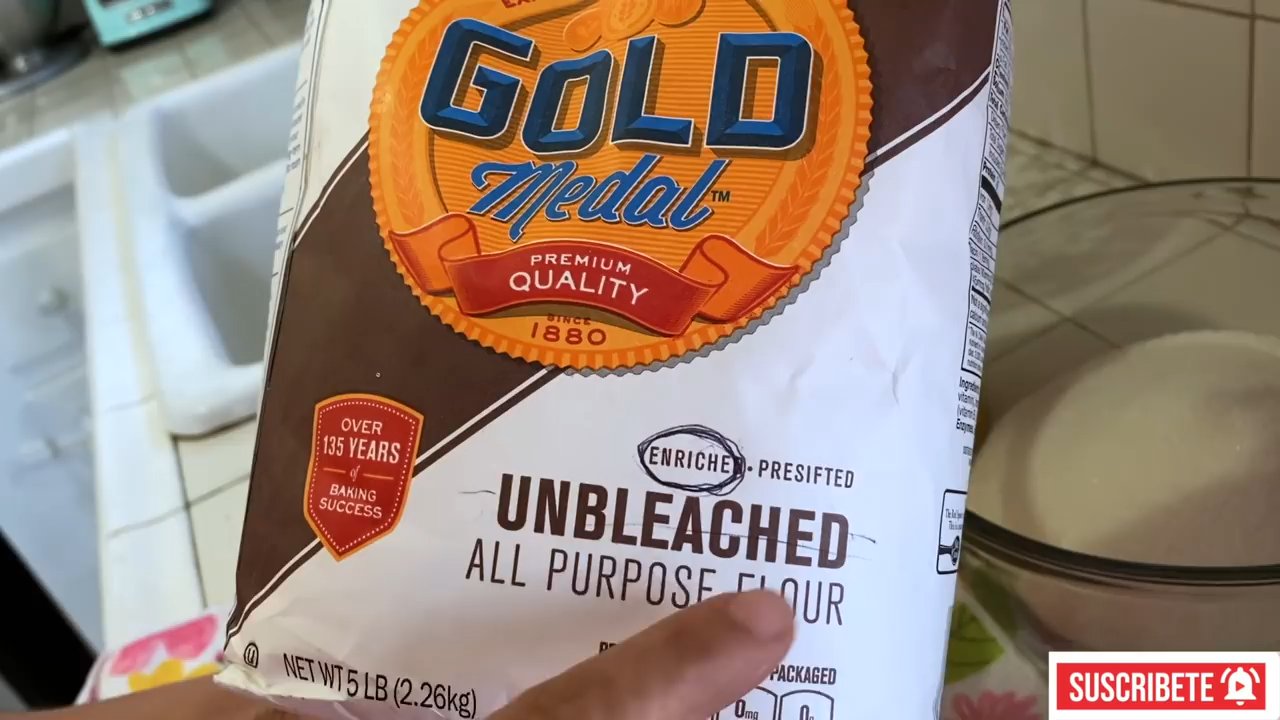 GOLD
Medal™
PREMIUM
QUALITY
SINCE
1880
OVER
135 YEARS
of
BAKING
SUCCESS
ENRICHED • PRESIFTED
UNBLEACHED
ALL PURPOSE FLOUR
PACKAGED
0mg
NET WT 5 LB (2.26kg)
SUSCRIBETE